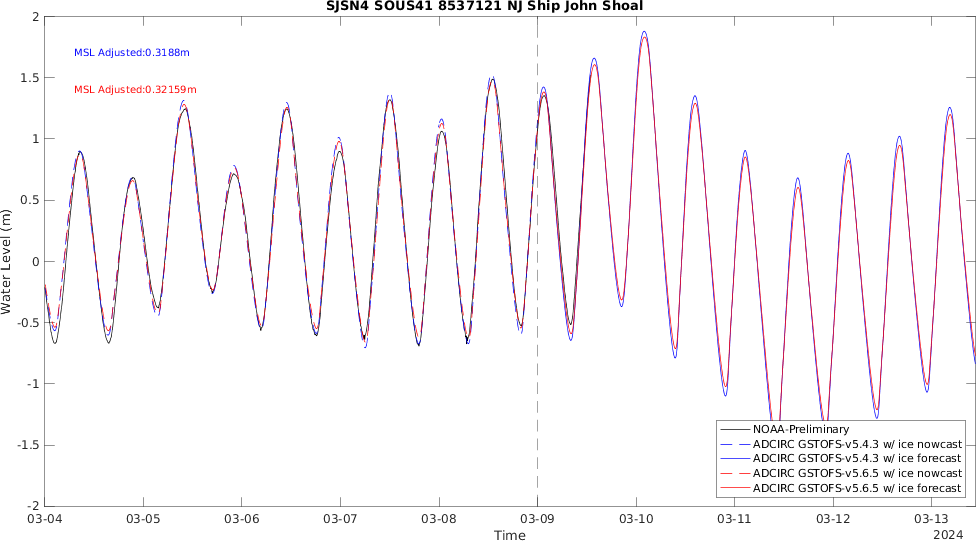 SJSN4 SOUS41 8537121 NJ Ship John Shoal
2
MSL Adjusted:0.3188m
1.5
MSL Adjusted:0.32159m
1
0.5
0
-0.5
-1
-1.5
-2
Water Level (m)
NOAA-Preliminary
ADCIRC GSTOFS-v5.4.3 w/ ice nowcast
ADCIRC GSTOFS-v5.4.3 w/ ice forecast
ADCIRC GSTOFS-v5.6.5 w/ ice nowcast
ADCIRC GSTOFS-v5.6.5 w/ ice forecast
03-04 03-05 03-06 03-07 03-08 03-09 03-10 03-11 03-12 03-13
Time
2024